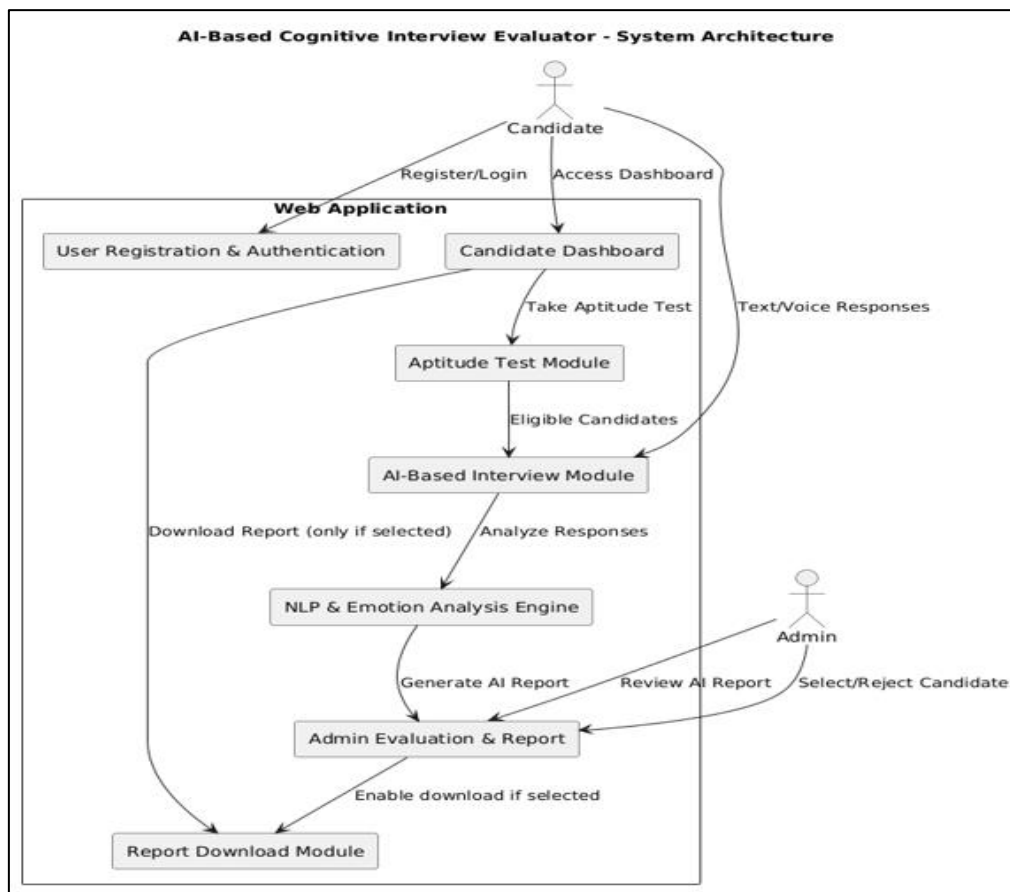 AI-Based Cognitive Interview Evaluator - System Architecture
Candidate
Register/Login
Access Dashboard
Web Application
User Registration & Authentication
Candidate Dashboard
Take Aptitude Test
Text/Voice Responses
Aptitude Test Module
Eligible Candidates
AI-Based Interview Module
Download Report (only if selected)
Analyze Responses
NLP & Emotion Analysis Engine
Admin
Generate AI Report
Review AI Report
Select/Reject Candidate
Admin Evaluation & Report
Enable download if selected
Report Download Module